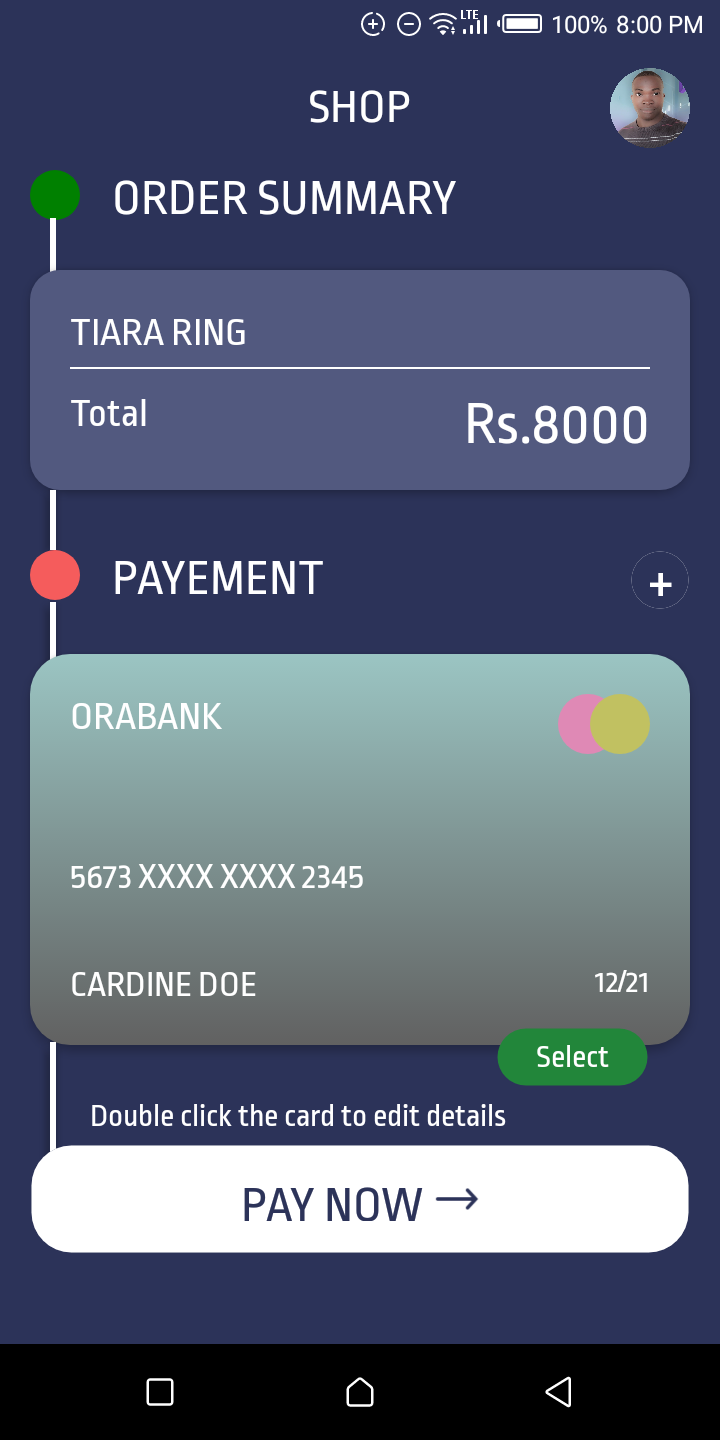 LTE 100% 8:00 PM
SHOP
ORDER SUMMARY
TIARA RING
Total Rs.8000
PAYEMENT +
ORABANK
5673 XXXX XXXX 2345
CARDINE DOE 12/21
Select
Double click the card to edit details
PAY NOW →